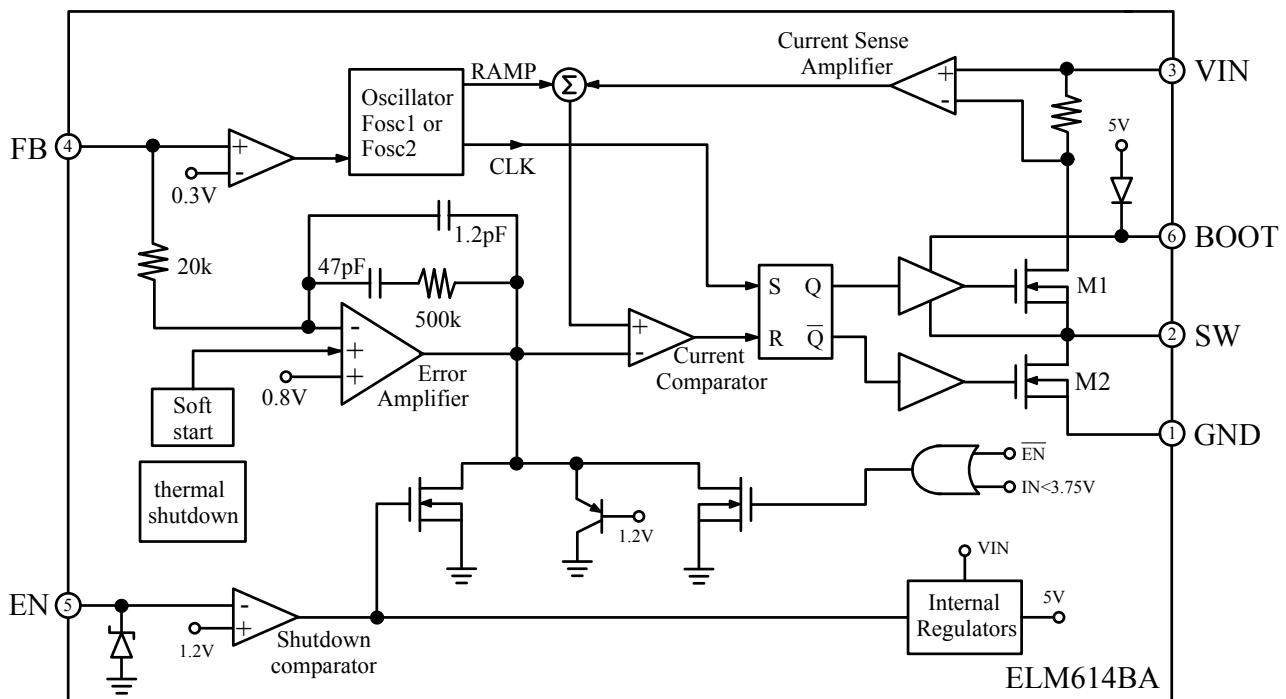 Current Sense
Amplifier
RAMP
Σ
+
-
3
VIN
Oscillator
Fosc1 or
Fosc2
CLK
5V
FB
4
+
-
0.3V
6
BOOT
1.2pF
20k
47pF
500k
S Q
R Q̅
M1
2
SW
-
+
+
0.8V
Error
Amplifier
+
-
Current
Comparator
M2
Soft
start
1
GND
thermal
shutdown
E̅N̅
IN<3.75V
1.2V
VIN
EN
5
-
+
1.2V
Shutdown
comparator
Internal
Regulators
5V
ELM614BA